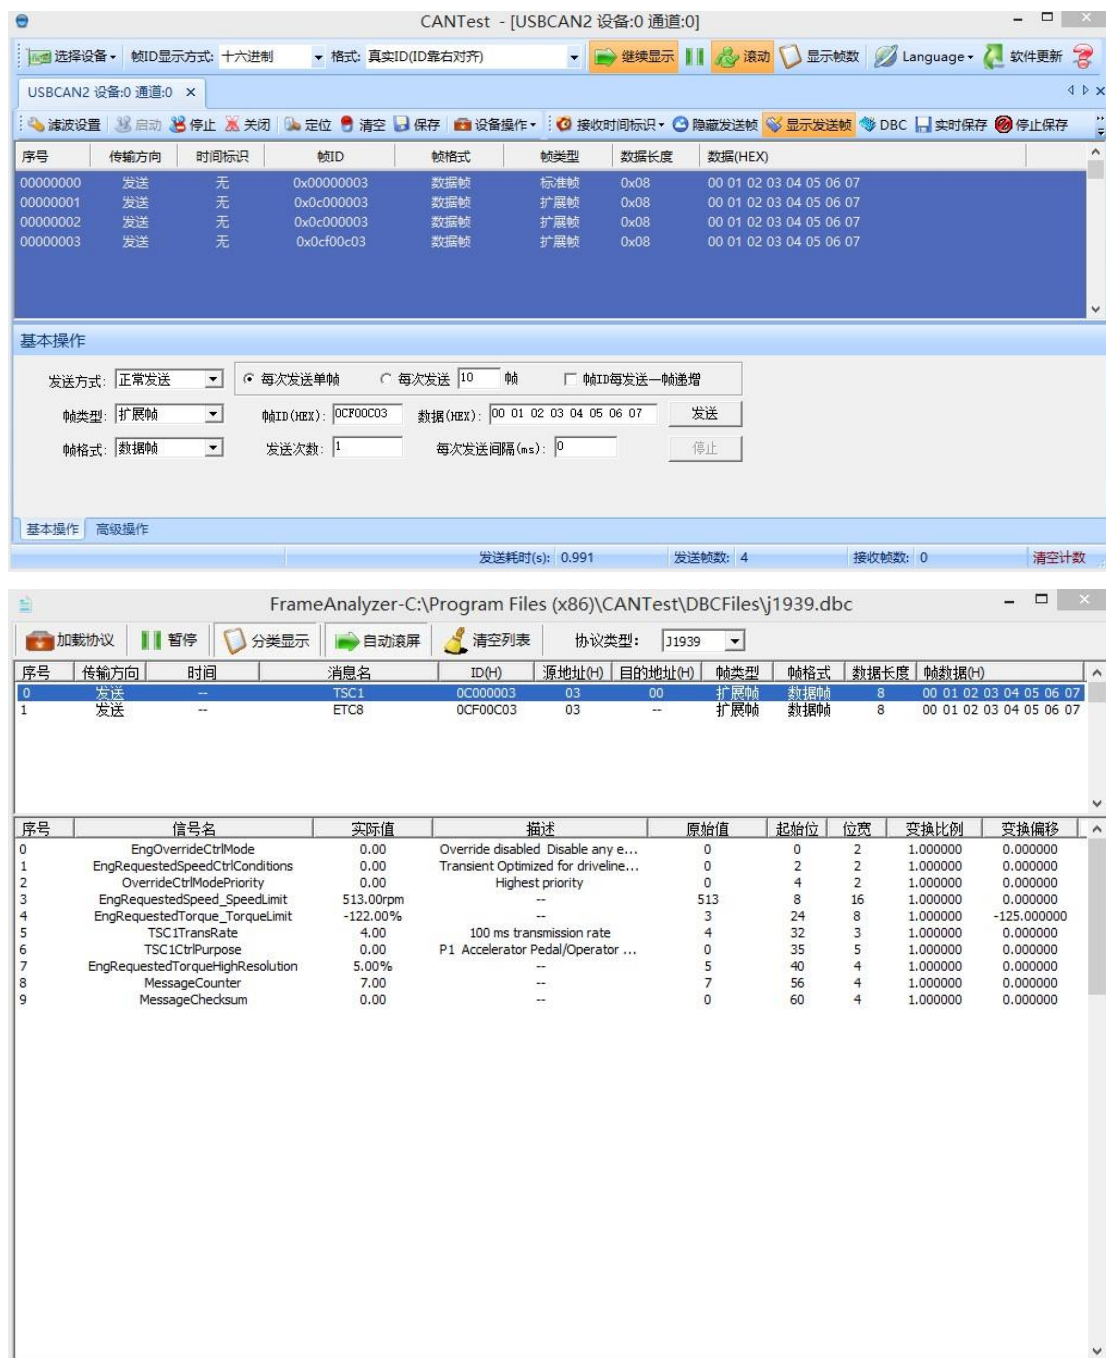 CANTest - [USBCAN2 设备:0 通道:0]
选择设备 帧ID显示方式: 十六进制 格式: 真实ID(ID靠右对齐) 继续显示 滚动 显示帧数 Language 软件更新
USBCAN2 设备:0 通道:0 ×
滤波设置 启动 停止 关闭 定位 清空 保存 设备操作 接收时间标识 隐藏发送帧 显示发送帧 DBC 实时保存 停止保存
序号 传输方向 时间标识 帧ID 帧格式 帧类型 数据长度 数据(HEX)
00000000 发送 无 0x00000003 数据帧 标准帧 0x08 00 01 02 03 04 05 06 07
00000001 发送 无 0x0c000003 数据帧 扩展帧 0x08 00 01 02 03 04 05 06 07
00000002 发送 无 0x0c000003 数据帧 扩展帧 0x08 00 01 02 03 04 05 06 07
00000003 发送 无 0x0cf00c03 数据帧 扩展帧 0x08 00 01 02 03 04 05 06 07
基本操作
发送方式: 正常发送 每次发送单帧 每次发送 10 帧 帧ID每发送一帧递增
帧类型: 扩展帧 帧ID(HEX): 0CF00C03 数据(HEX): 00 01 02 03 04 05 06 07 发送
帧格式: 数据帧 发送次数: 1 每次发送间隔(ms): 0 停止
基本操作 高级操作
发送耗时(s): 0.991 发送帧数: 4 接收帧数: 0 清空计数
FrameAnalyzer-C:\Program Files (x86)\CANTest\DBCFiles\j1939.dbc
加载协议 暂停 分类显示 自动滚屏 清空列表 协议类型: J1939
序号 传输方向 时间 消息名 ID(H) 源地址(H) 目的地址(H) 帧类型 帧格式 数据长度 帧数据(H)
0 发送 -- TSC1 0C000003 03 00 扩展帧 数据帧 8 00 01 02 03 04 05 06 07
1 发送 -- ETC8 0CF00C03 03 -- 扩展帧 数据帧 8 00 01 02 03 04 05 06 07
序号 信号名 实际值 描述 原始值 起始位 位宽 变换比例 变换偏移
0 EngOverrideCtrlMode 0.00 Override disabled Disable any e... 0 0 2 1.000000 0.000000
1 EngRequestedSpeedCtrlConditions 0.00 Transient Optimized for driveline... 0 2 2 1.000000 0.000000
2 OverrideCtrlModePriority 0.00 Highest priority 0 4 2 1.000000 0.000000
3 EngRequestedSpeed_SpeedLimit 513.00rpm -- 513 8 16 1.000000 0.000000
4 EngRequestedTorque_TorqueLimit -122.00% -- 3 24 8 1.000000 -125.000000
5 TSC1TransRate 4.00 100 ms transmission rate 4 32 3 1.000000 0.000000
6 TSC1CtrlPurpose 0.00 P1 Accelerator Pedal/Operator ... 0 35 5 1.000000 0.000000
7 EngRequestedTorqueHighResolution 5.00% -- 5 40 4 1.000000 0.000000
8 MessageCounter 7.00 -- 7 56 4 1.000000 0.000000
9 MessageChecksum 0.00 -- 0 60 4 1.000000 0.000000